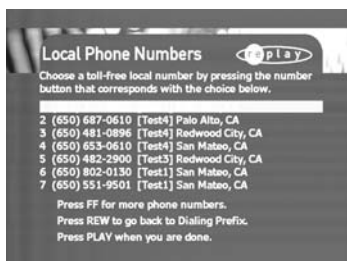 Local Phone Numbers
replay
Choose a toll-free local number by pressing the number
button that corresponds with the choice below.
2 (650) 687-0610 [Test4] Palo Alto, CA
3 (650) 481-0896 [Test4] Redwood City, CA
4 (650) 653-0610 [Test4] San Mateo, CA
5 (650) 482-2900 [Test3] Redwood City, CA
6 (650) 802-0130 [Test1] San Mateo, CA
7 (650) 551-9501 [Test1] San Mateo, CA
Press FF for more phone numbers.
Press REW to go back to Dialing Prefix.
Press PLAY when you are done.